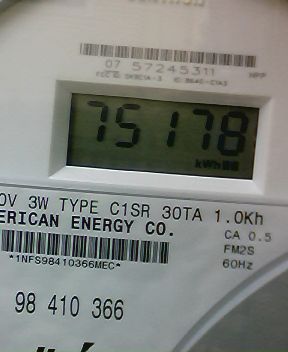 07 57245311
HPP
75178
kWh
0V 3W TYPE C1SR 30TA 1.0Kh
ERICAN ENERGY CO.
CA 0.5
FM2S
60Hz
*1NFS98410366MEC*
98 410 366